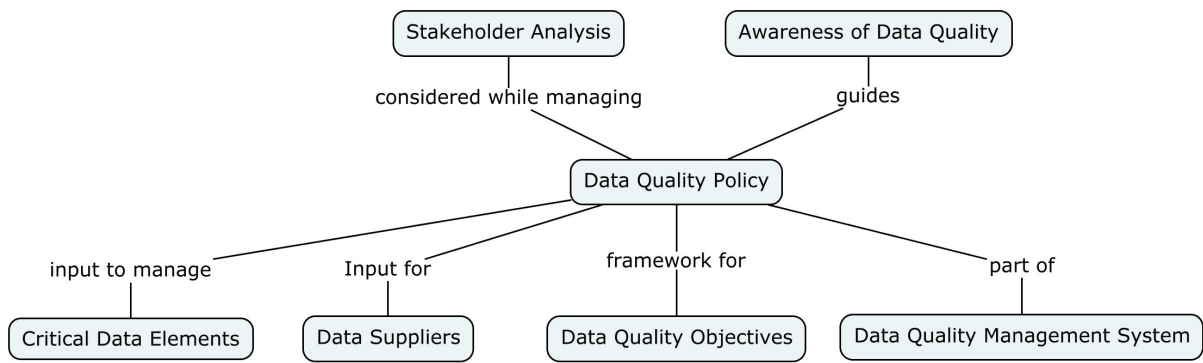 Stakeholder Analysis
Awareness of Data Quality
considered while managing
guides
Data Quality Policy
input to manage
Input for
framework for
part of
Critical Data Elements
Data Suppliers
Data Quality Objectives
Data Quality Management System